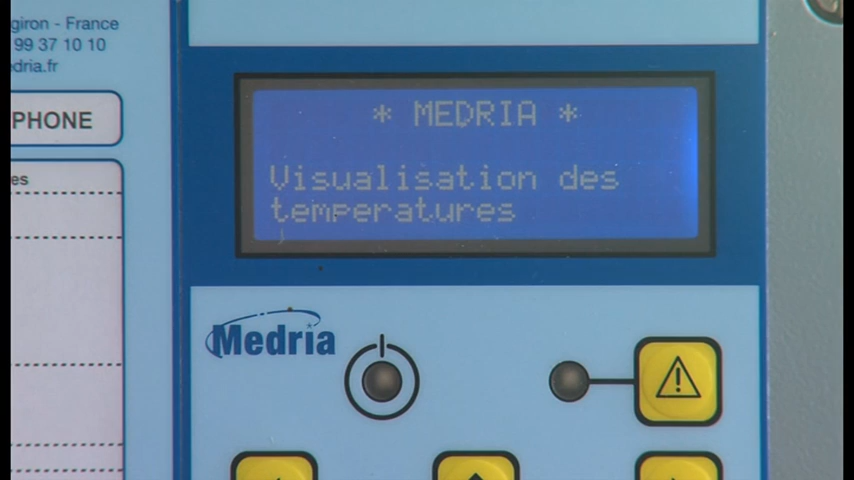 giron - France
99 37 10 10
dria.fr
PHONE
es
* MEDRIA *
Visualisation des
temperatures
Medria